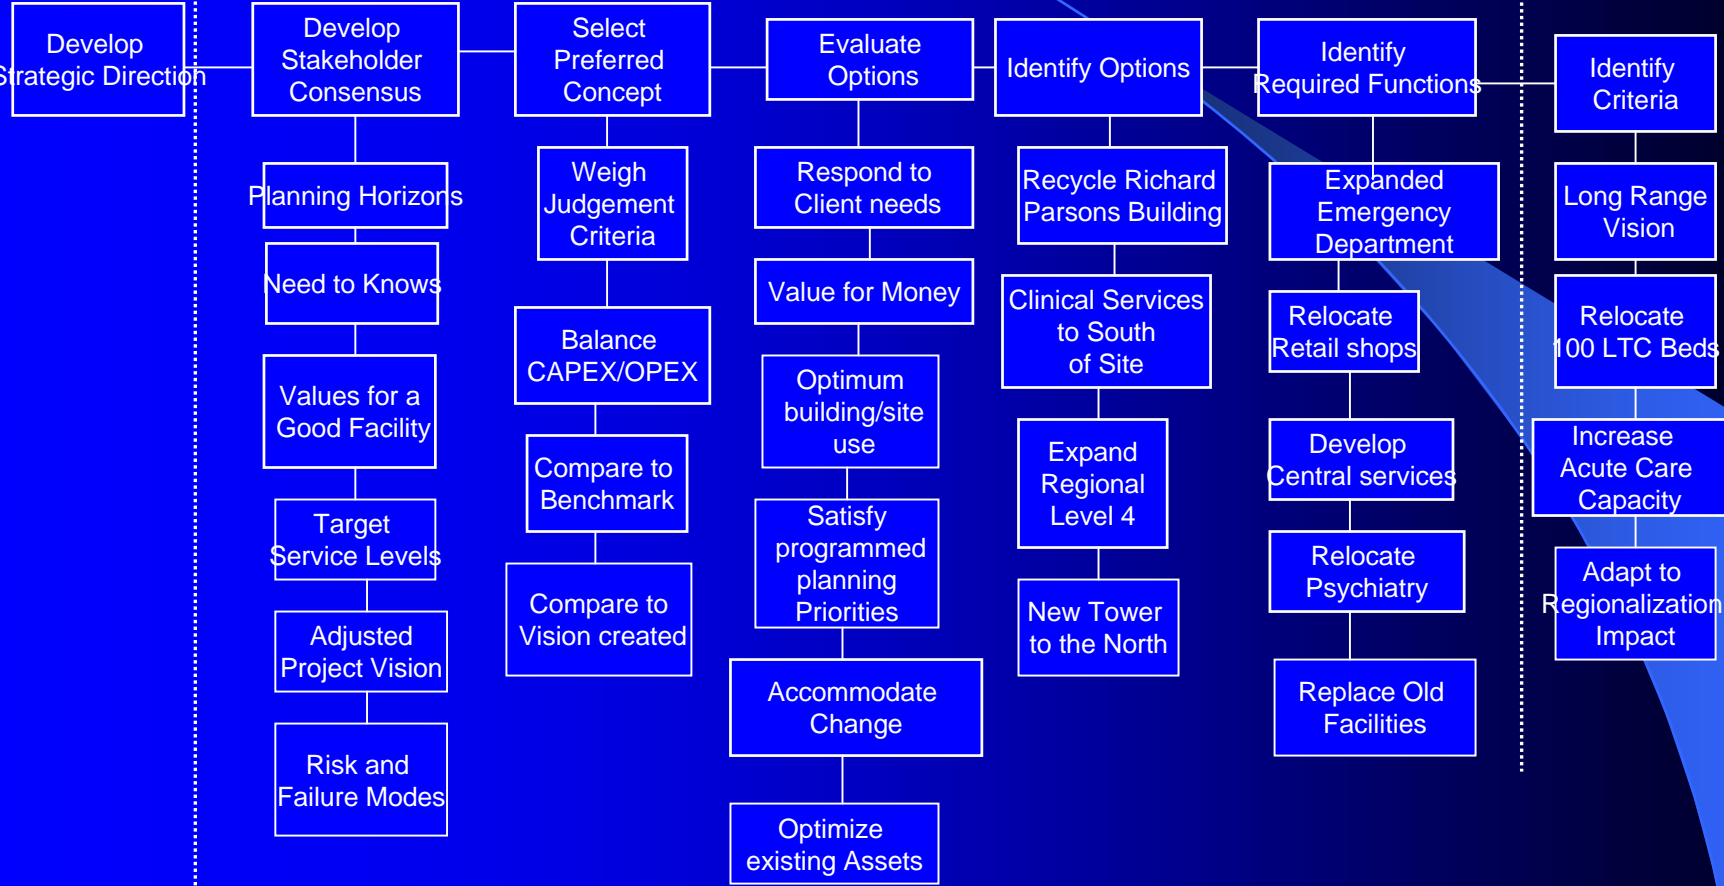 Develop
Strategic Direction
Develop
Stakeholder
Consensus
Planning Horizons
Need to Knows
Values for a
Good Facility
Target
Service Levels
Adjusted
Project Vision
Risk and
Failure Modes
Select
Preferred
Concept
Weigh
Judgement
Criteria
Balance
CAPEX/OPEX
Compare to
Benchmark
Compare to
Vision created
Evaluate
Options
Respond to
Client needs
Value for Money
Optimum
building/site
use
Satisfy
programmed
planning
Priorities
Accommodate
Change
Optimize
existing Assets
Identify Options
Recycle Richard
Parsons Building
Clinical Services
to South
of Site
Expand
Regional
Level 4
New Tower
to the North
Identify
Required Functions
Expanded
Emergency
Department
Relocate
Retail shops
Develop
Central services
Relocate
Psychiatry
Replace Old
Facilities
Identify
Criteria
Long Range
Vision
Relocate
100 LTC Beds
Increase
Acute Care
Capacity
Adapt to
Regionalization
Impact